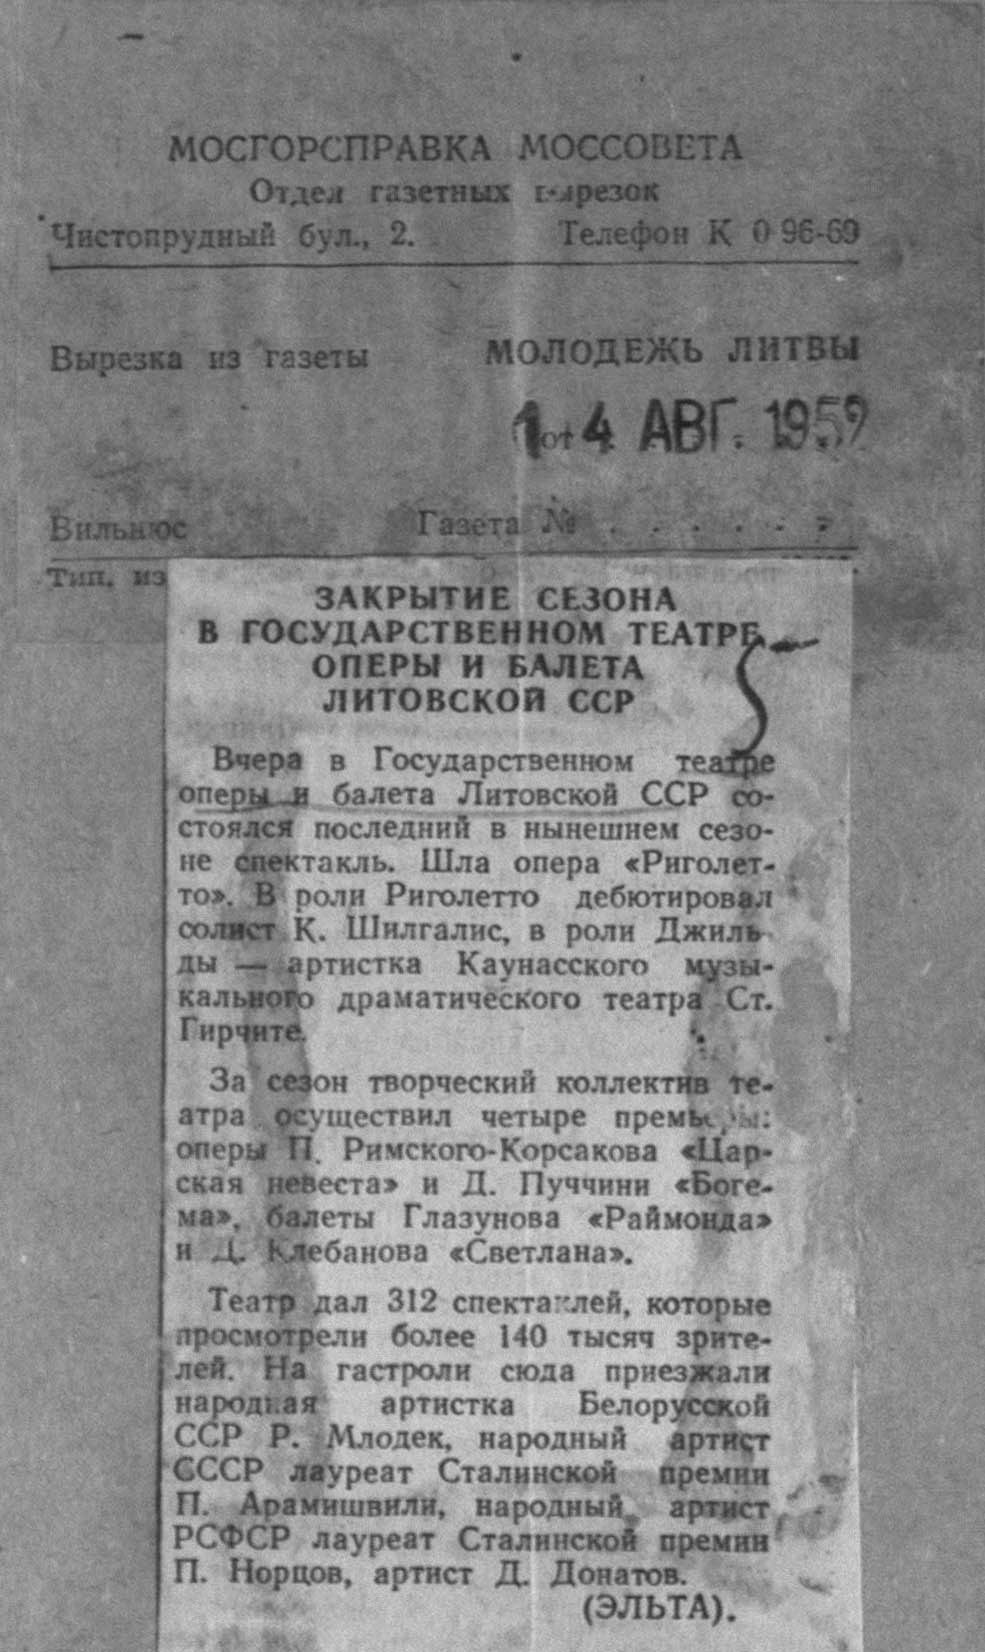 МОСГОРСПРАВКА МОССОВЕТА
Отдел газетных вырезок
Чистопрудный бул., 2. Телефон К 0 96-69
Вырезка из газеты МОЛОДЕЖЬ ЛИТВЫ
1 от 4 АВГ. 1952
Вильнюс Газета № . . . . . .
Тип. из
ЗАКРЫТИЕ СЕЗОНА
В ГОСУДАРСТВЕННОМ ТЕАТРЕ
ОПЕРЫ И БАЛЕТА
ЛИТОВСКОЙ ССР
Вчера в Государственном театре
оперы и балета Литовской ССР со-
стоялся последний в нынешнем сезо-
не спектакль. Шла опера «Риголет-
то». В роли Риголетто дебютировал
солист К. Шилгалис, в роли Джиль-
ды — артистка Каунасского музы-
кального драматического театра Ст.
Гирчите.
За сезон творческий коллектив те-
атра осуществил четыре премьеры:
оперы П. Римского-Корсакова «Цар-
ская невеста» и Д. Пуччини «Боге-
ма», балеты Глазунова «Раймонда»
и Д. Клебанова «Светлана».
Театр дал 312 спектаклей, которые
просмотрели более 140 тысяч зрите-
лей. На гастроли сюда приезжали
народная артистка Белорусской
ССР Р. Млодек, народный артист
СССР лауреат Сталинской премии
П. Арамишвили, народный артист
РСФСР лауреат Сталинской премии
П. Норцов, артист Д. Донатов.
(ЭЛЬТА).